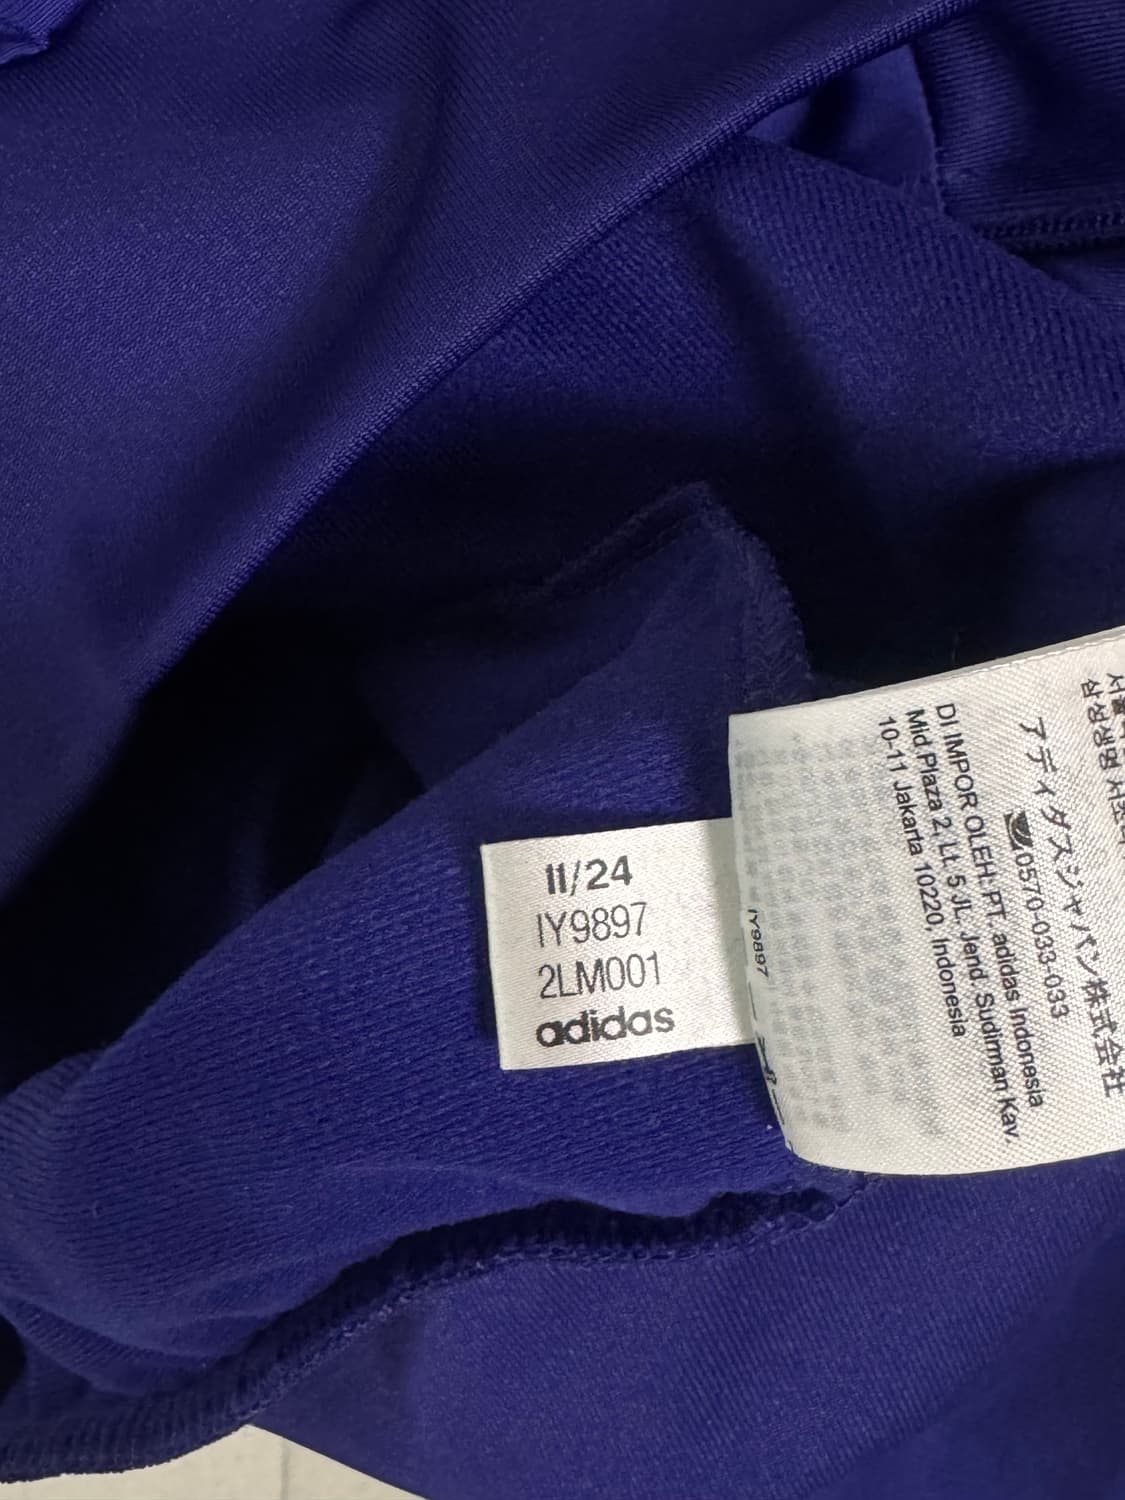 11/24
IY9897
2LM001
adidas
IY9897
アディダスジャパン株式会社
0570-033-033
DI IMPOR OLEH: PT. adidas Indonesia
Mid Plaza 2 Lt. 5 JL. Jend. Sudirman Kav.
10-11 Jakarta 10220, Indonesia